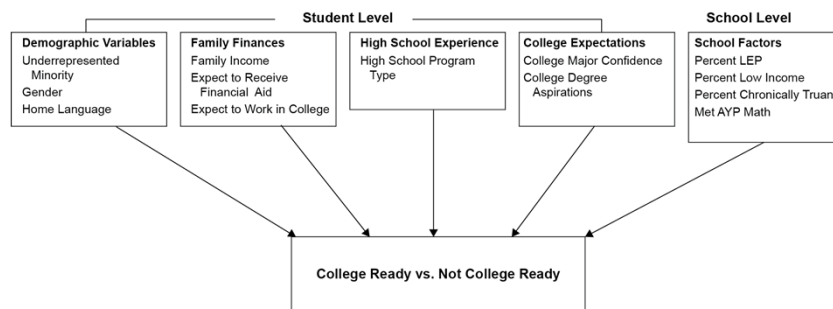 Student Level
School Level
Demographic Variables
Underrepresented
Minority
Gender
Home Language
Family Finances
Family Income
Expect to Receive
Financial Aid
Expect to Work in College
High School Experience
High School Program
Type
College Expectations
College Major Confidence
College Degree
Aspirations
School Factors
Percent LEP
Percent Low Income
Percent Chronically Truan
Met AYP Math
College Ready vs. Not College Ready